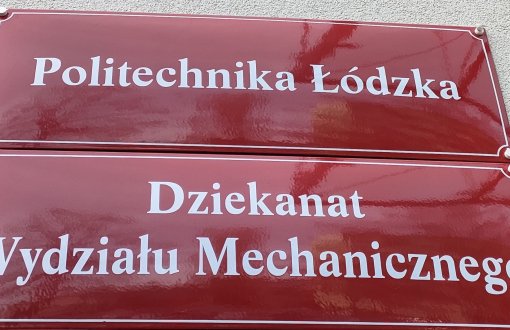 Politechnika Łódzka
Dziekanat
Wydziału Mechanicznego